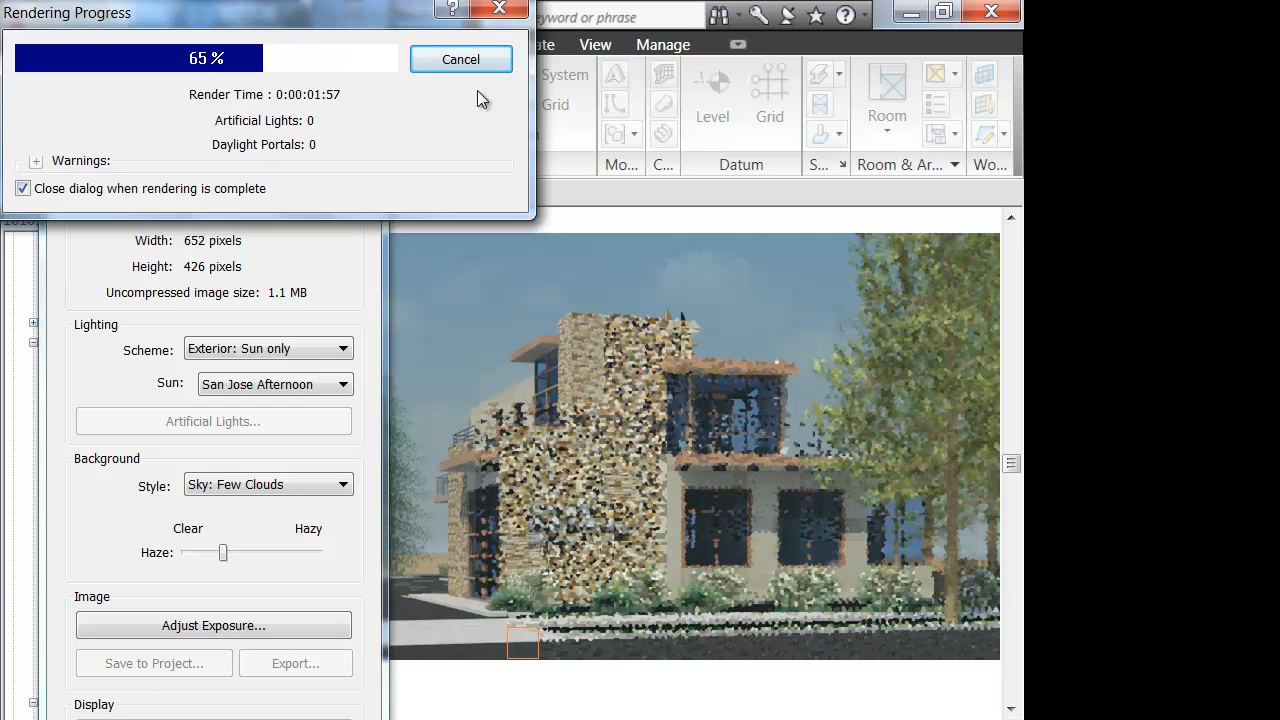 Rendering Progress
65 %
Cancel
Render Time : 0:00:01:57
Artificial Lights: 0
Daylight Portals: 0
Warnings:
Close dialog when rendering is complete
eyword or phrase
ate View Manage
System
Grid
Level
Grid
Room
Mo...
C...
Datum
S...
Room & Ar...
Wo...
Width: 652 pixels
Height: 426 pixels
Uncompressed image size: 1.1 MB
Lighting
Scheme: Exterior: Sun only
Sun: San Jose Afternoon
Artificial Lights...
Background
Style: Sky: Few Clouds
Clear Hazy
Haze:
Image
Adjust Exposure...
Save to Project... Export...
Display